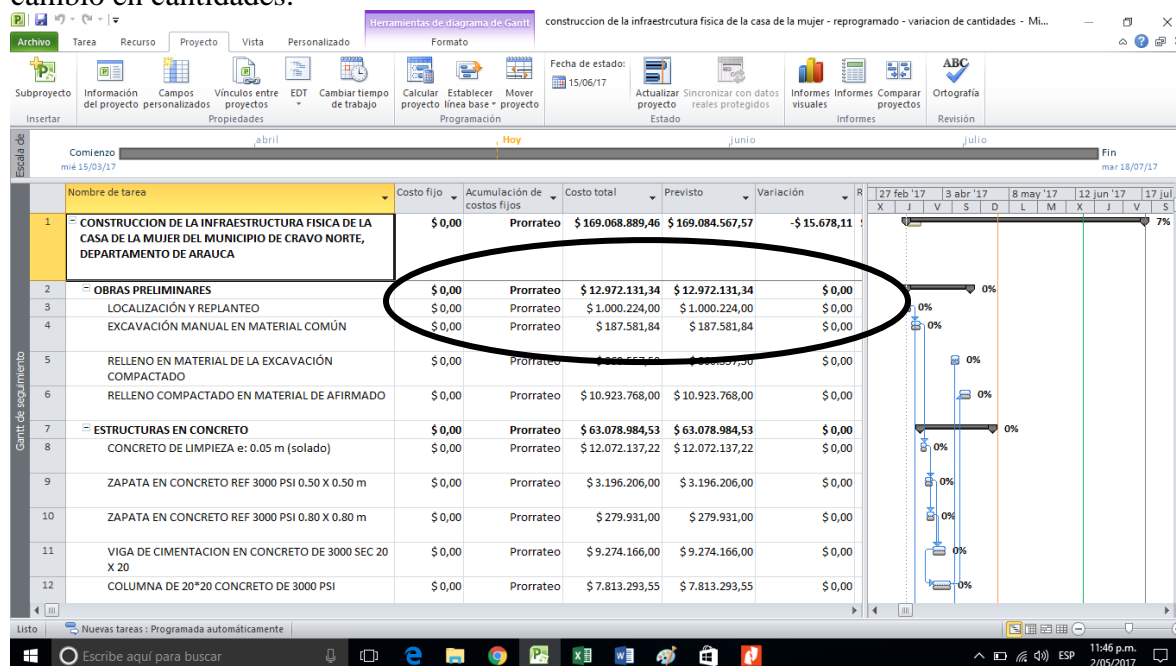 cambio en cantidades.
Herramientas de diagrama de Gantt
construccion de la infraestrcutura fisica de la casa de la mujer - reprogramado - variacion de cantidades - Mi...
Archivo Tarea Recurso Proyecto Vista Personalizado Formato
Subproyecto
Información del proyecto
Campos personalizados
Vínculos entre proyectos
EDT
Cambiar tiempo de trabajo
Calcular proyecto
Establecer línea base
Mover proyecto
Fecha de estado:
15/06/17
Actualizar proyecto
Sincronizar con datos reales protegidos
Informes visuales
Informes
Comparar proyectos
ABC
Ortografía
Insertar Propiedades Programación Estado Informes Revisión
Escala de
abril Hoy junio julio
Comienzo
mié 15/03/17
Fin
mar 18/07/17
Nombre de tarea Costo fijo Acumulación de costos fijos Costo total Previsto Variación R
27 feb '17 3 abr '17 8 may '17 12 jun '17 17 jul
X J V S D L M X J V S
1 CONSTRUCCION DE LA INFRAESTRUCTURA FISICA DE LA $ 0,00 Prorrateo $ 169.068.889,46 $ 169.084.567,57 -$ 15.678,11 7%
CASA DE LA MUJER DEL MUNICIPIO DE CRAVO NORTE,
DEPARTAMENTO DE ARAUCA
2 OBRAS PRELIMINARES $ 0,00 Prorrateo $ 12.972.131,34 $ 12.972.131,34 $ 0,00 0%
3 LOCALIZACIÓN Y REPLANTEO $ 0,00 Prorrateo $ 1.000.224,00 $ 1.000.224,00 $ 0,00 0%
4 EXCAVACIÓN MANUAL EN MATERIAL COMÚN $ 0,00 Prorrateo $ 187.581,84 $ 187.581,84 $ 0,00 0%
5 RELLENO EN MATERIAL DE LA EXCAVACIÓN $ 0,00 Prorrateo $ 0,00 0%
COMPACTADO
6 RELLENO COMPACTADO EN MATERIAL DE AFIRMADO $ 0,00 Prorrateo $ 10.923.768,00 $ 10.923.768,00 $ 0,00 0%
7 ESTRUCTURAS EN CONCRETO $ 0,00 Prorrateo $ 63.078.984,53 $ 63.078.984,53 $ 0,00 0%
8 CONCRETO DE LIMPIEZA e: 0.05 m (solado) $ 0,00 Prorrateo $ 12.072.137,22 $ 12.072.137,22 $ 0,00 0%
9 ZAPATA EN CONCRETO REF 3000 PSI 0.50 X 0.50 m $ 0,00 Prorrateo $ 3.196.206,00 $ 3.196.206,00 $ 0,00 0%
10 ZAPATA EN CONCRETO REF 3000 PSI 0.80 X 0.80 m $ 0,00 Prorrateo $ 279.931,00 $ 279.931,00 $ 0,00 0%
11 VIGA DE CIMENTACION EN CONCRETO DE 3000 SEC 20 $ 0,00 Prorrateo $ 9.274.166,00 $ 9.274.166,00 $ 0,00 0%
X 20
12 COLUMNA DE 20*20 CONCRETO DE 3000 PSI $ 0,00 Prorrateo $ 7.813.293,55 $ 7.813.293,55 $ 0,00 0%
Gantt de seguimiento
Listo Nuevas tareas : Programada automáticamente
Escribe aquí para buscar
ESP
11:46 p.m.
2/05/2017